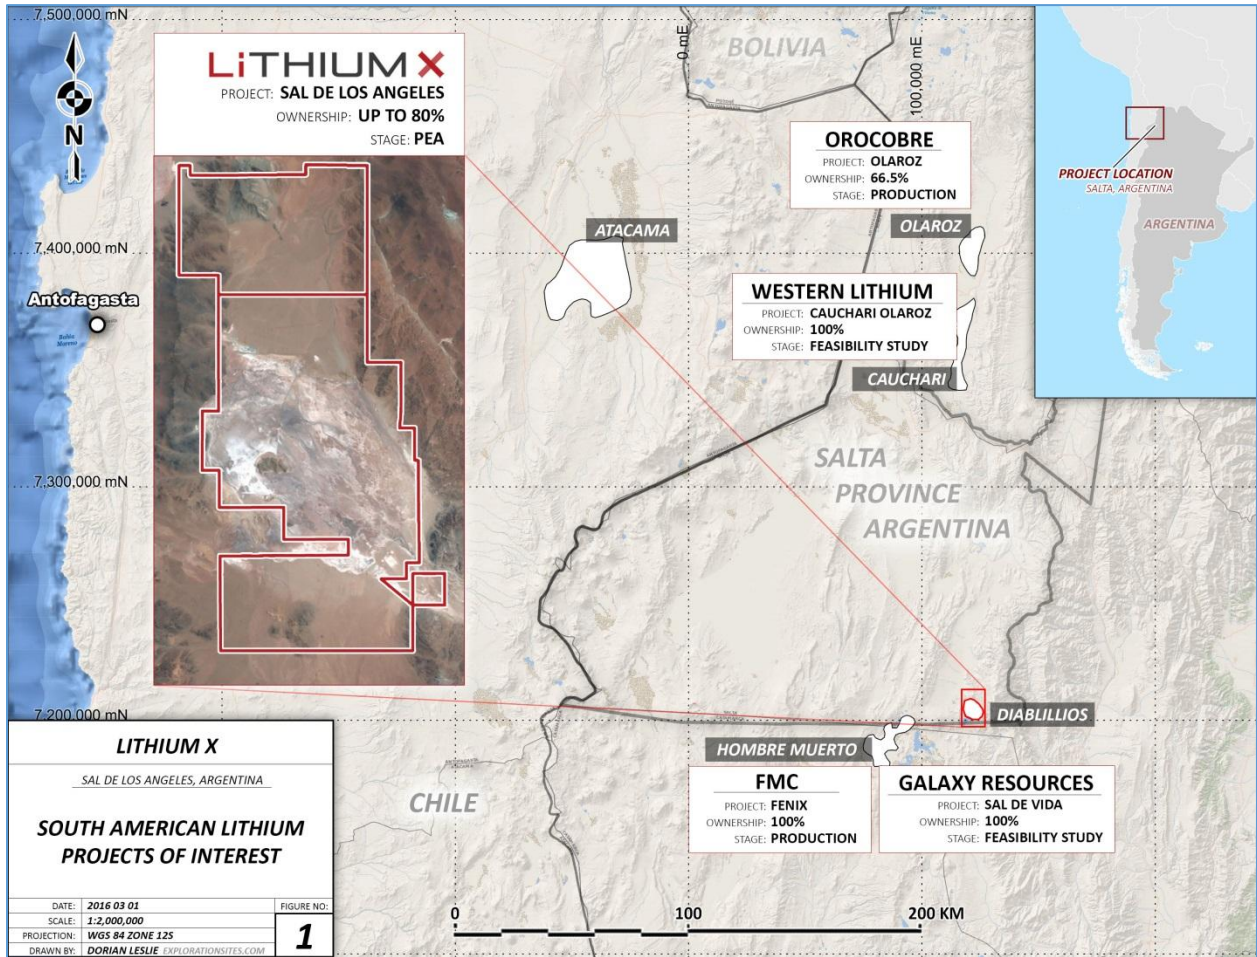 7,500,000 mN
0 mE
100,000 mE
BOLIVIA
LiTHIUM X
PROJECT: SAL DE LOS ANGELES
OWNERSHIP: UP TO 80%
STAGE: PEA
N
OROCOBRE
PROJECT: OLAROZ
OWNERSHIP: 66.5%
STAGE: PRODUCTION
PROJECT LOCATION
SALTA, ARGENTINA
ARGENTINA
ATACAMA
OLAROZ
7,400,000 mN
Antofagasta
WESTERN LITHIUM
PROJECT: CAUCHARI OLAROZ
OWNERSHIP: 100%
STAGE: FEASIBILITY STUDY
CAUCHARI
SALTA
PROVINCE
ARGENTINA
7,300,000 mN
7,200,000 mN
DIABLILLIOS
HOMBRE MUERTO
FMC
PROJECT: FENIX
OWNERSHIP: 100%
STAGE: PRODUCTION
GALAXY RESOURCES
PROJECT: SAL DE VIDA
OWNERSHIP: 100%
STAGE: FEASIBILITY STUDY
CHILE
LITHIUM X
SAL DE LOS ANGELES, ARGENTINA
SOUTH AMERICAN LITHIUM
PROJECTS OF INTEREST
DATE: 2016 03 01
SCALE: 1:2,000,000
PROJECTION: WGS 84 ZONE 12S
DRAWN BY: DORIAN LESLIE EXPLORATIONSITES.COM
FIGURE NO:
1
0 100 200 KM